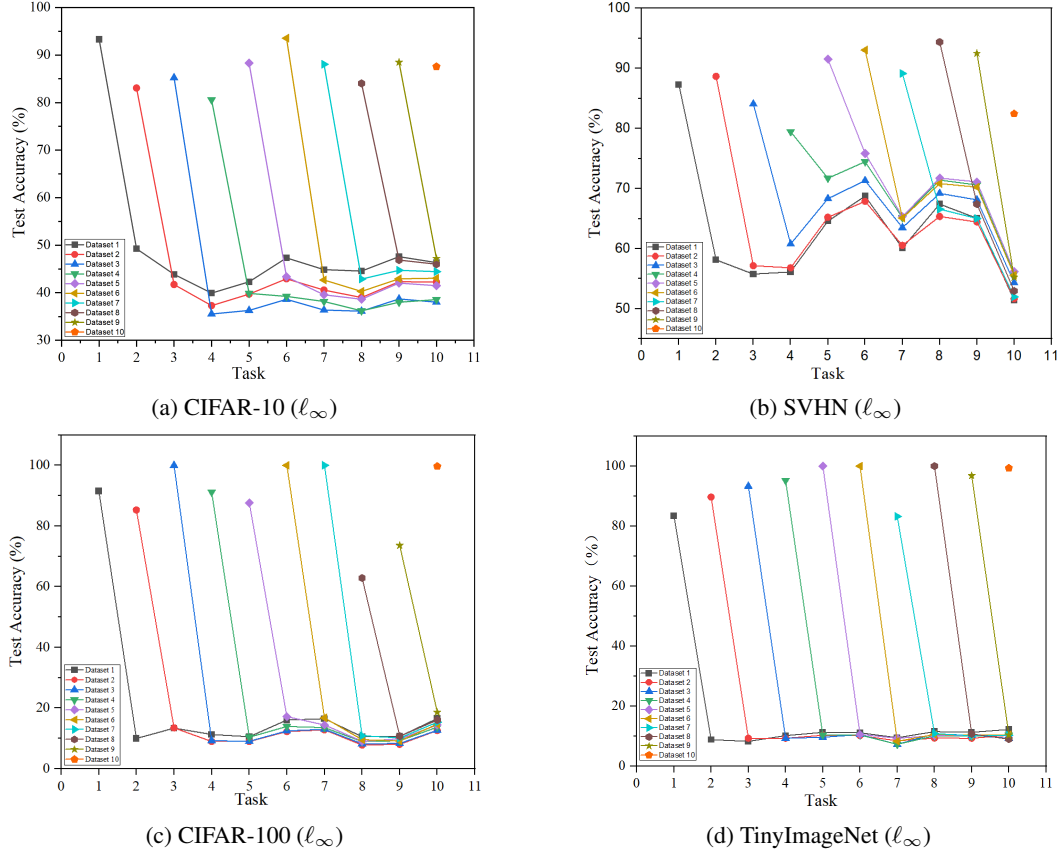 100
90
80
70
60
50
40
30
Test Accuracy (%)
Dataset 1
Dataset 2
Dataset 3
Dataset 4
Dataset 5
Dataset 6
Dataset 7
Dataset 8
Dataset 9
Dataset 10
0 1 2 3 4 5 6 7 8 9 10 11
Task
(a) CIFAR-10 (ℓ∞)
100
90
80
70
60
50
Test Accuracy (%)
Dataset 1
Dataset 2
Dataset 3
Dataset 4
Dataset 5
Dataset 6
Dataset 7
Dataset 8
Dataset 9
Dataset 10
0 1 2 3 4 5 6 7 8 9 10 11
Task
(b) SVHN (ℓ∞)
100
80
60
40
20
0
Test Accuracy (%)
Dataset 1
Dataset 2
Dataset 3
Dataset 4
Dataset 5
Dataset 6
Dataset 7
Dataset 8
Dataset 9
Dataset 10
0 1 2 3 4 5 6 7 8 9 10 11
Task
(c) CIFAR-100 (ℓ∞)
100
80
60
40
20
0
Test Accuracy (%)
Dataset 1
Dataset 2
Dataset 3
Dataset 4
Dataset 5
Dataset 6
Dataset 7
Dataset 8
Dataset 9
Dataset 10
0 1 2 3 4 5 6 7 8 9 10 11
Task
(d) TinyImageNet (ℓ∞)